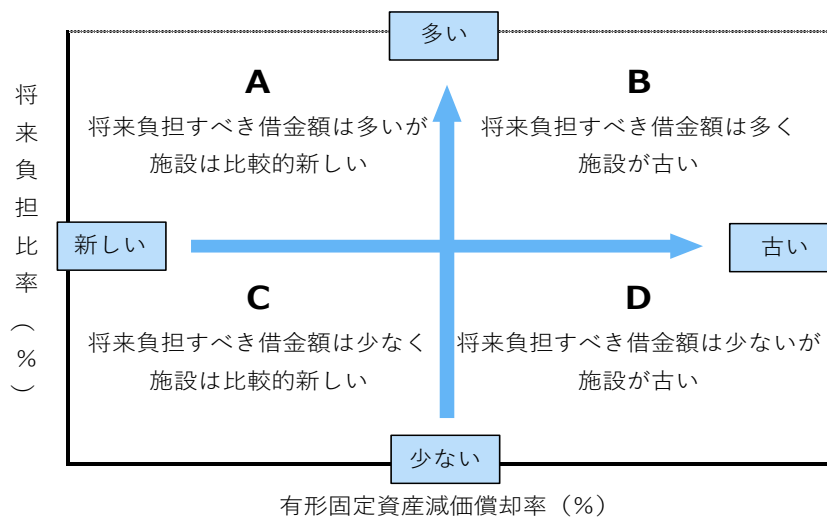 多い
A
将来負担すべき借金額は多いが
施設は比較的新しい
B
将来負担すべき借金額は多く
施設が古い
将来負担比率（%）
新しい
古い
C
将来負担すべき借金額は少なく
施設は比較的新しい
D
将来負担すべき借金額は少ないが
施設が古い
少ない
有形固定資産減価償却率（%）